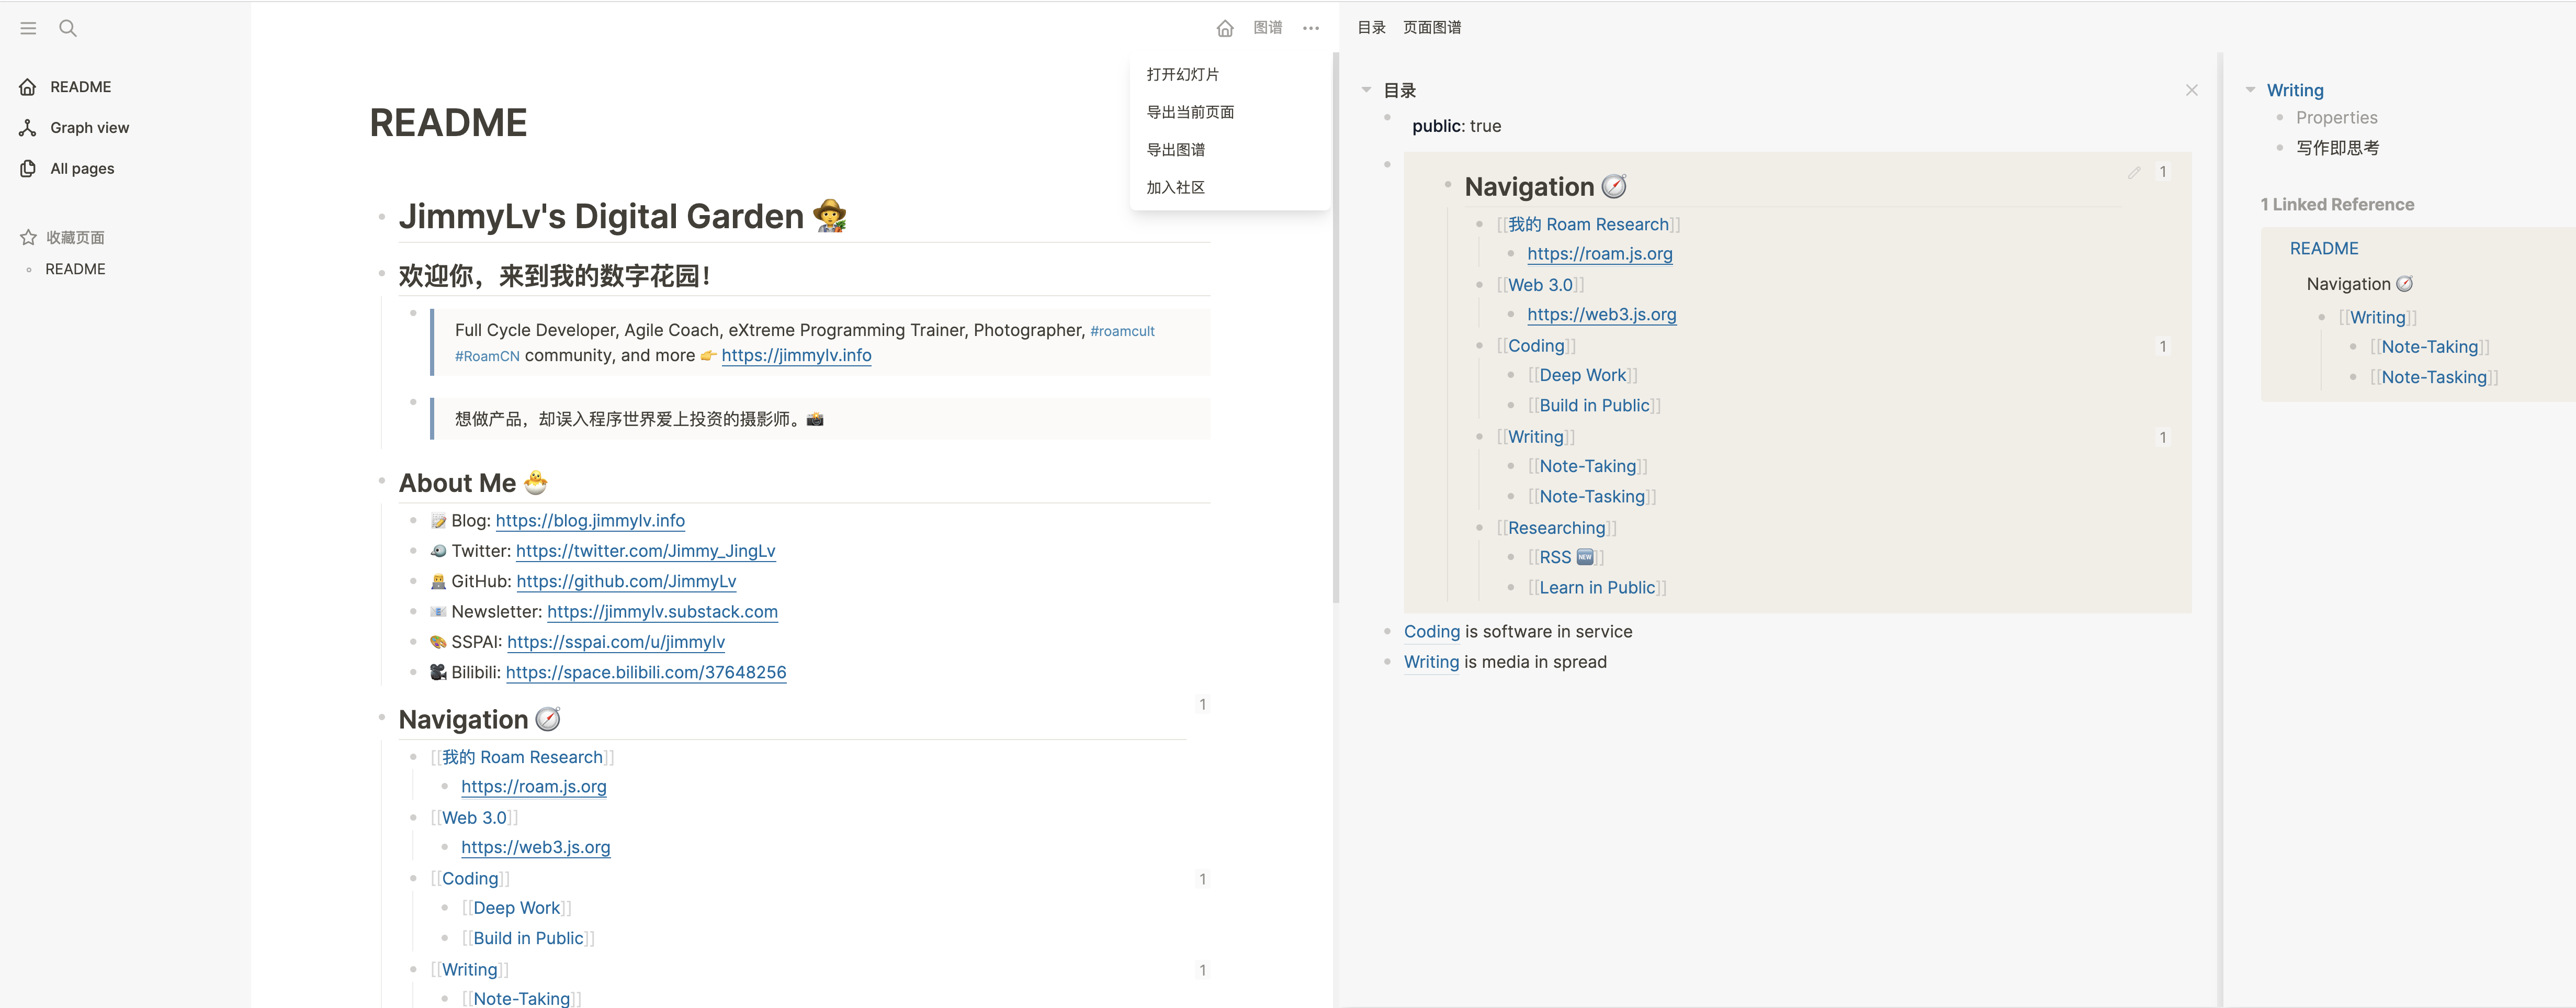 README
Graph view
All pages
收藏页面
README
图谱
打开幻灯片
导出当前页面
导出图谱
加入社区
README
JimmyLv's Digital Garden 🧑‍🌾
欢迎你，来到我的数字花园！
Full Cycle Developer, Agile Coach, eXtreme Programming Trainer, Photographer, #roamcult
#RoamCN community, and more 👉 https://jimmylv.info
想做产品，却误入程序世界爱上投资的摄影师。📸
About Me 🐣
📝 Blog: https://blog.jimmylv.info
🐦 Twitter: https://twitter.com/Jimmy_JingLv
👨‍💻 GitHub: https://github.com/JimmyLv
📧 Newsletter: https://jimmylv.substack.com
🎨 SSPAI: https://sspai.com/u/jimmylv
🎥 Bilibili: https://space.bilibili.com/37648256
Navigation 🧭 1
[[我的 Roam Research]]
https://roam.js.org
[[Web 3.0]]
https://web3.js.org
[[Coding]] 1
[[Deep Work]]
[[Build in Public]]
[[Writing]] 1
[[Note-Taking]]
目录 页面图谱
目录
public: true
Navigation 🧭 1
[[我的 Roam Research]]
https://roam.js.org
[[Web 3.0]]
https://web3.js.org
[[Coding]] 1
[[Deep Work]]
[[Build in Public]]
[[Writing]] 1
[[Note-Taking]]
[[Note-Tasking]]
[[Researching]]
[[RSS 🆕]]
[[Learn in Public]]
Coding is software in service
Writing is media in spread
Writing
Properties
写作即思考
1 Linked Reference
README
Navigation 🧭
[[Writing]]
[[Note-Taking]]
[[Note-Tasking]]